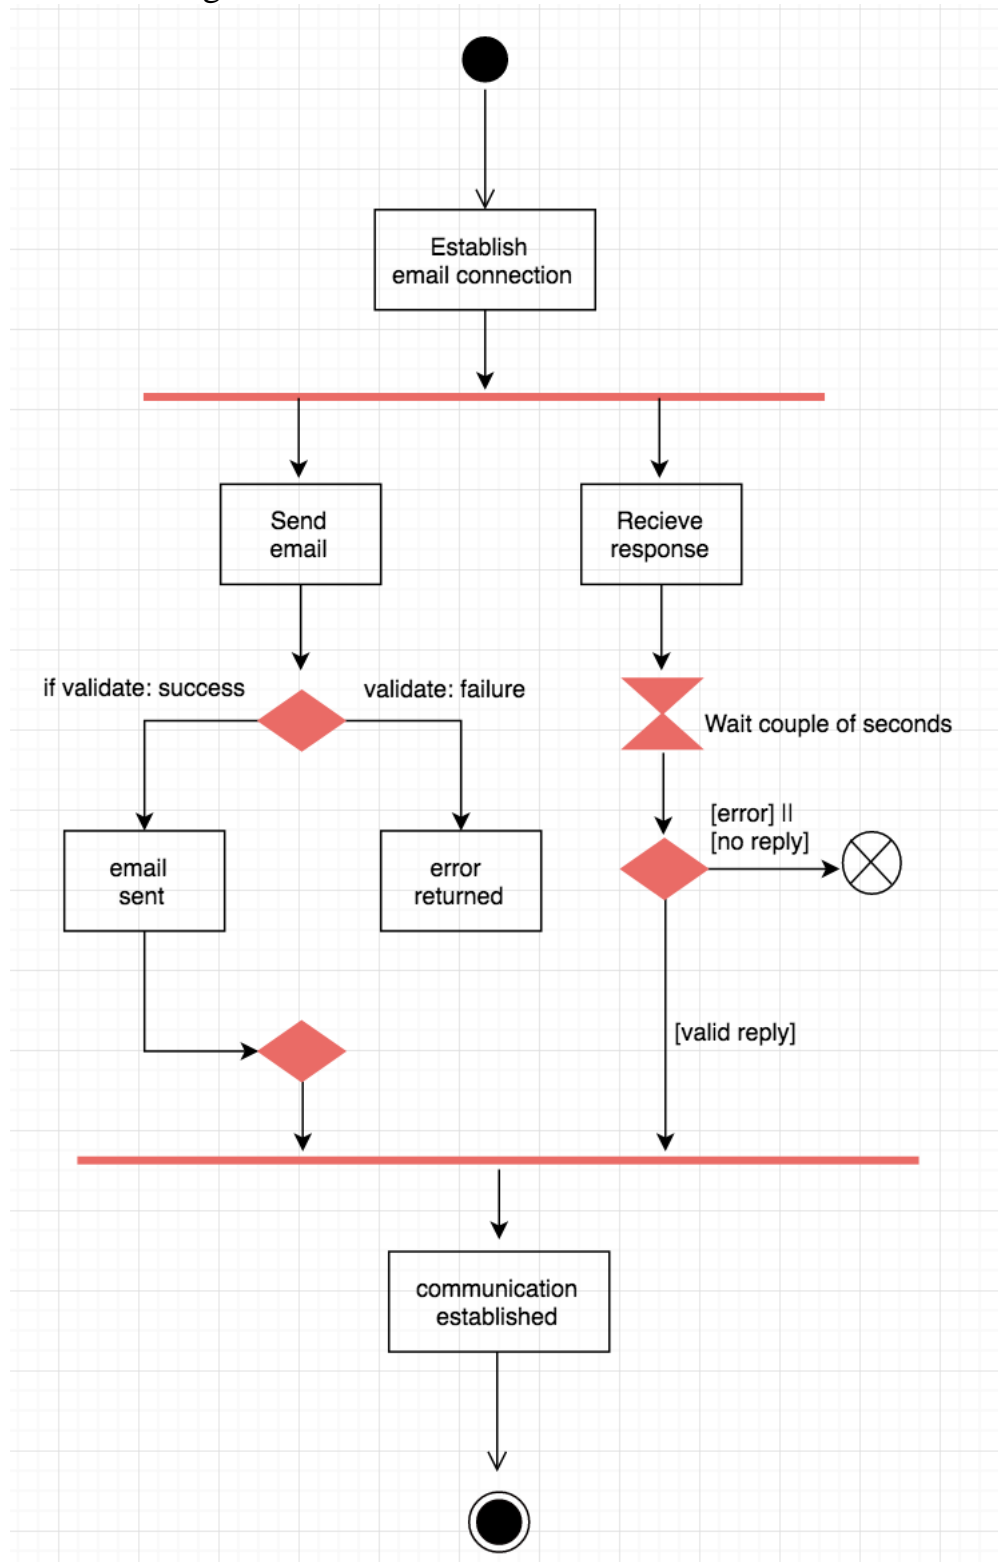 Establish
email connection
Send
email
Recieve
response
if validate: success
validate: failure
Wait couple of seconds
[error] ||
[no reply]
email
sent
error
returned
[valid reply]
communication
established